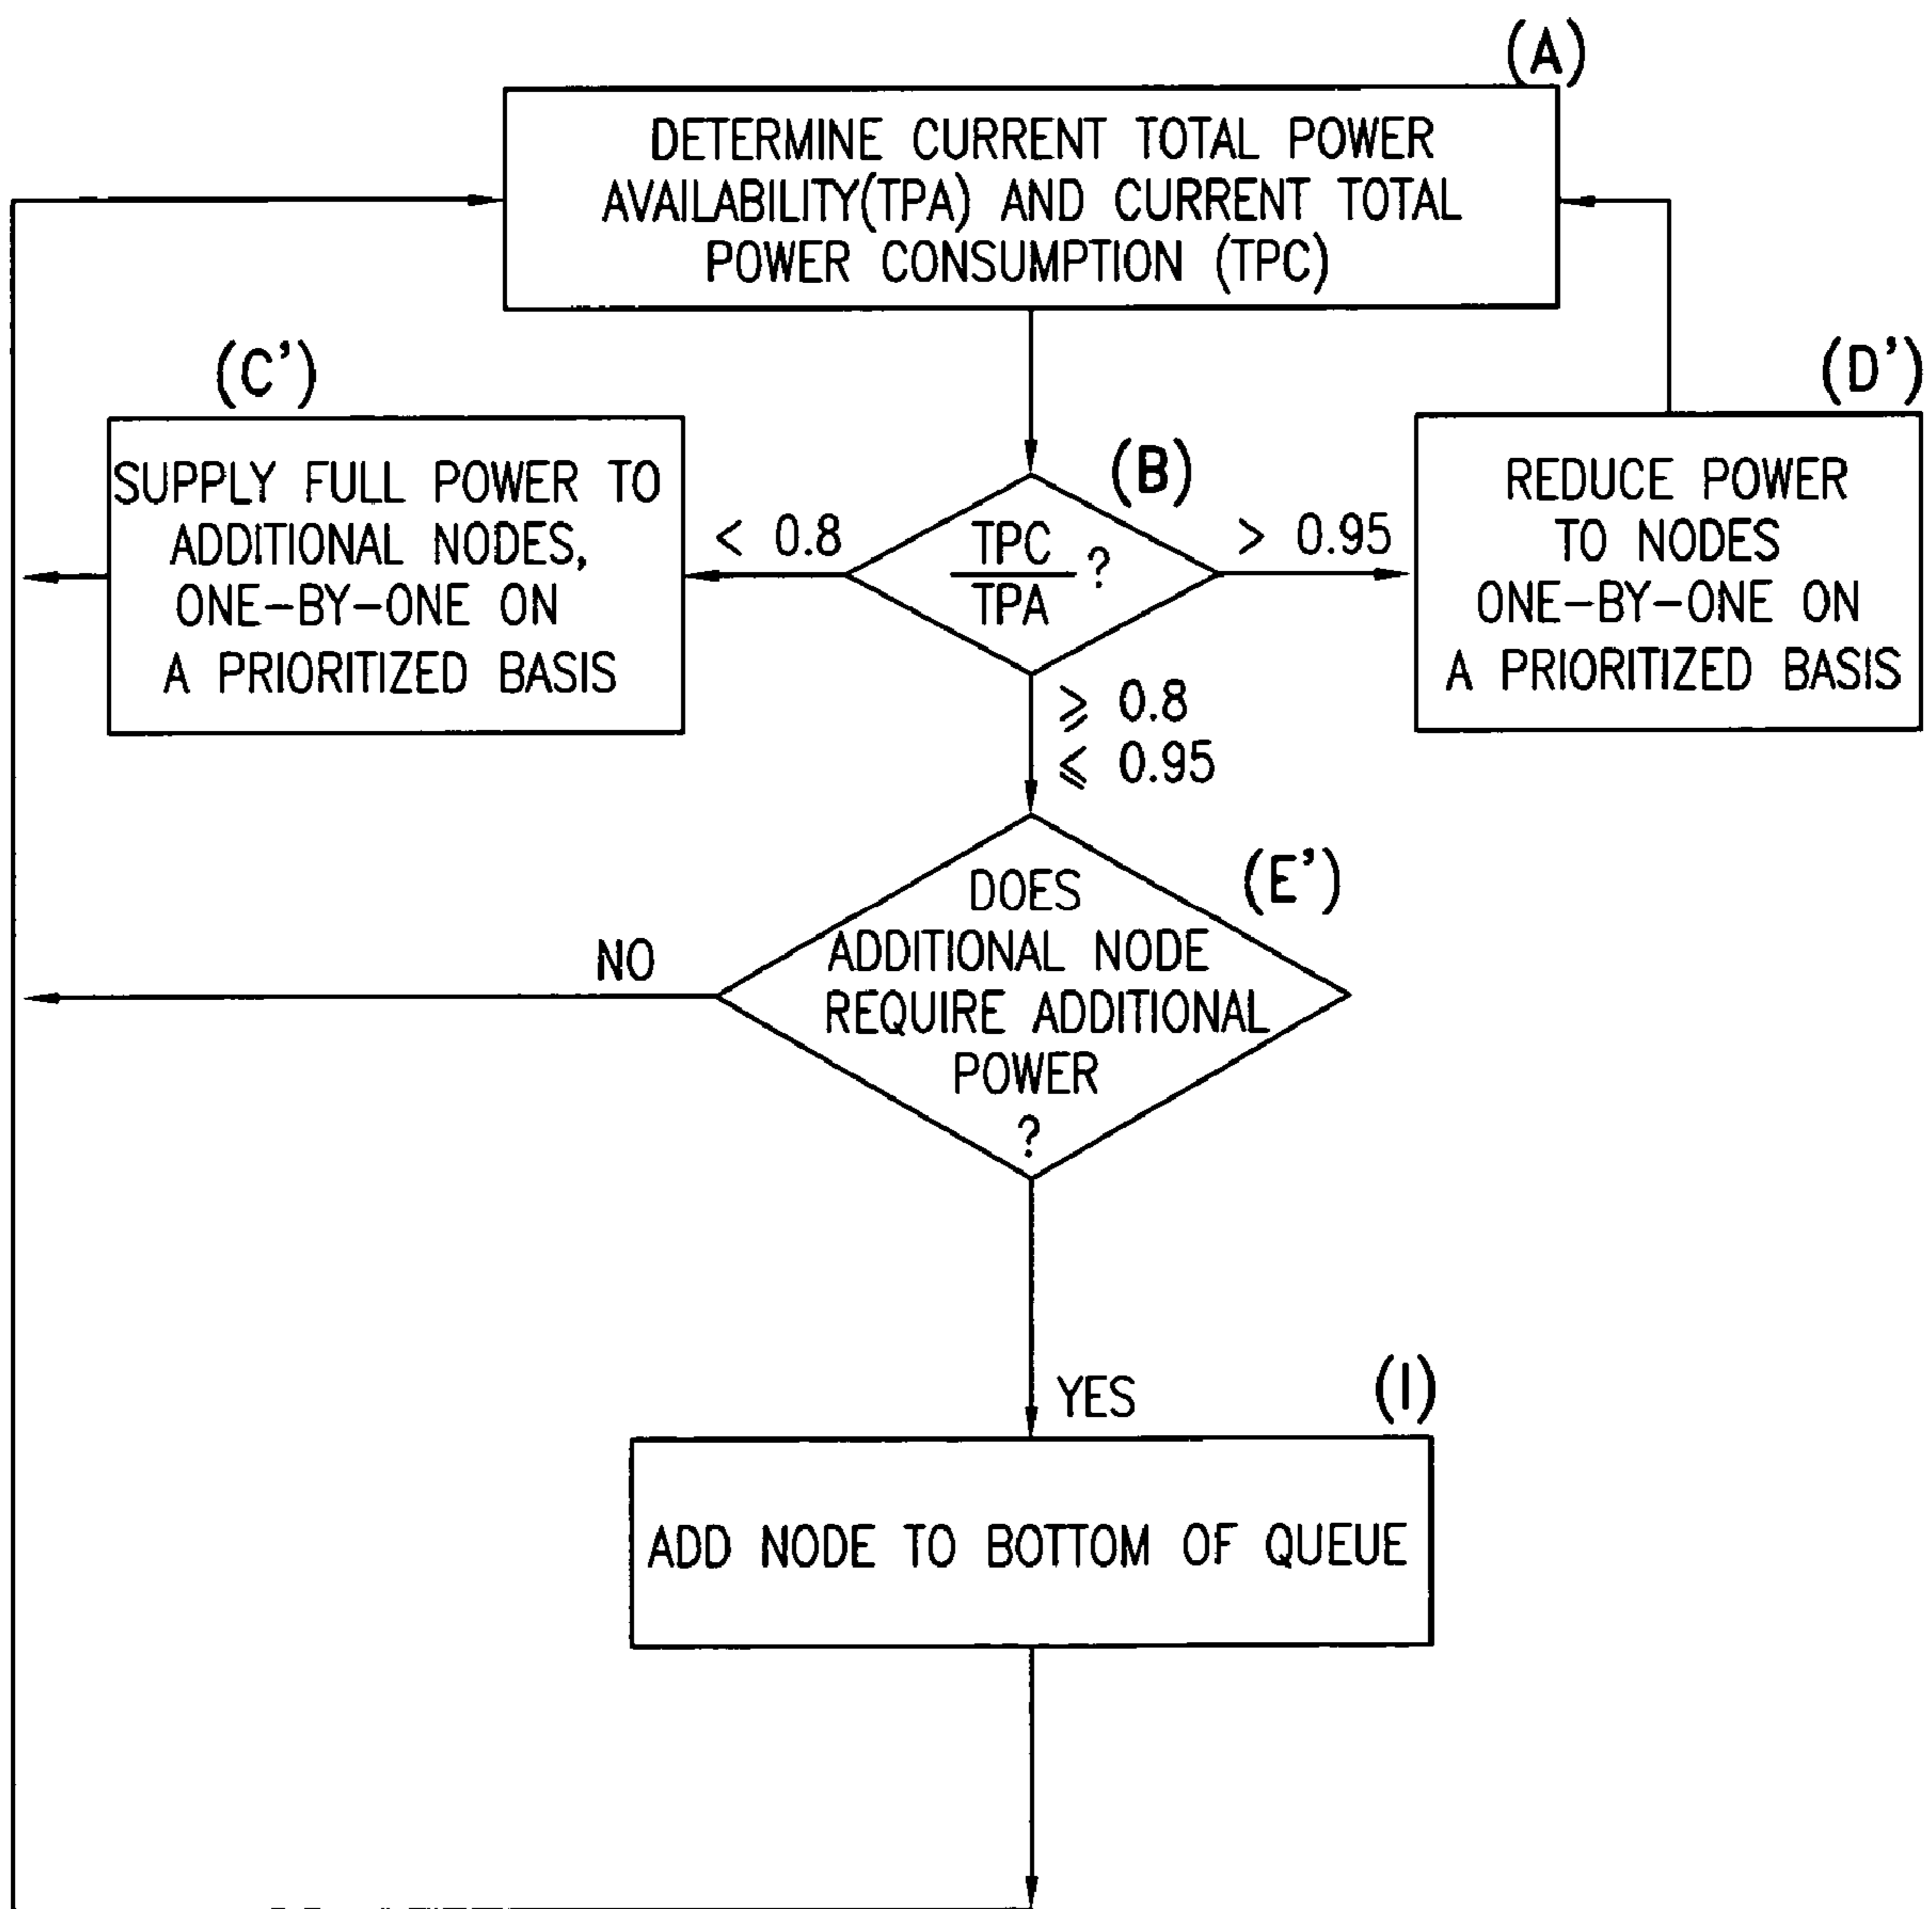 (A)
DETERMINE CURRENT TOTAL POWER
AVAILABILITY(TPA) AND CURRENT TOTAL
POWER CONSUMPTION (TPC)
(C')
SUPPLY FULL POWER TO
ADDITIONAL NODES,
ONE-BY-ONE ON
A PRIORITIZED BASIS
< 0.8
(B)
TPC
TPA
?
> 0.95
(D')
REDUCE POWER
TO NODES
ONE-BY-ONE ON
A PRIORITIZED BASIS
⩾ 0.8
⩽ 0.95
(E')
DOES
ADDITIONAL NODE
REQUIRE ADDITIONAL
POWER
?
NO
YES
(I)
ADD NODE TO BOTTOM OF QUEUE